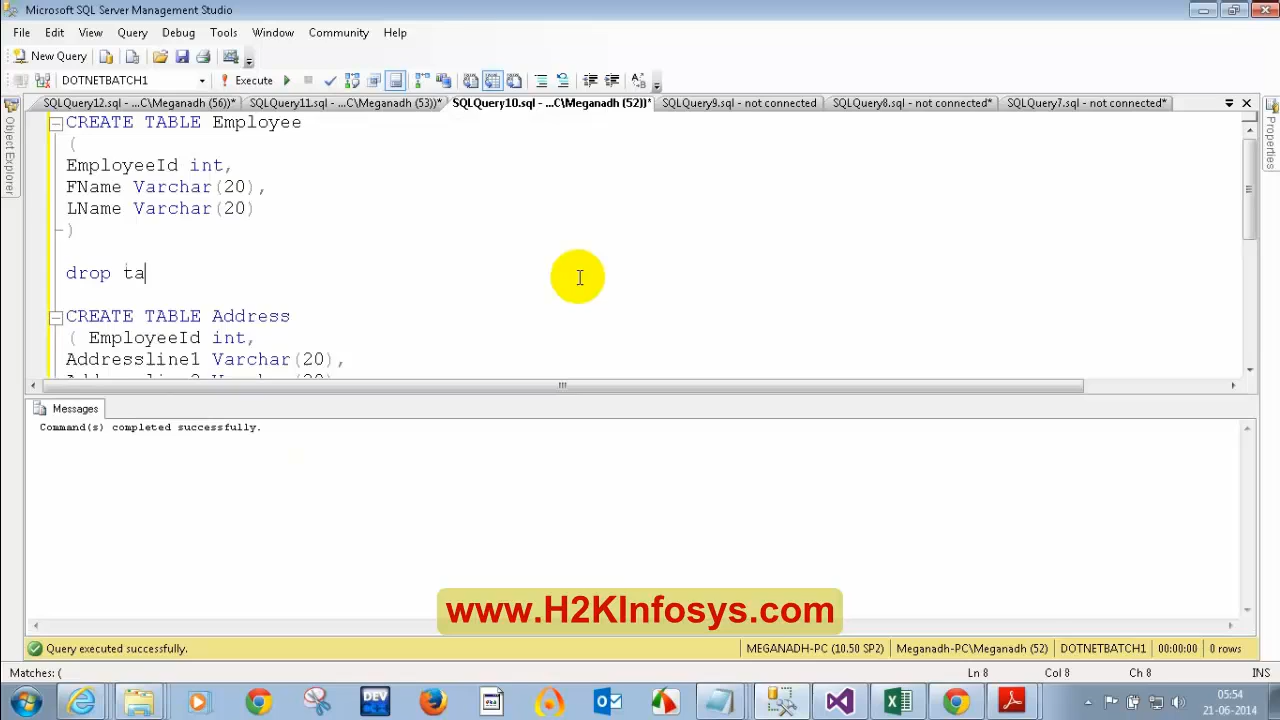 Microsoft SQL Server Management Studio
File Edit View Query Debug Tools Window Community Help
New Query
DOTNETBATCH1 Execute
SQLQuery12.sql - ...C\Meganadh (56))* SQLQuery11.sql - ...C\Meganadh (53))* SQLQuery10.sql - ...C\Meganadh (52))* SQLQuery9.sql - not connected SQLQuery8.sql - not connected* SQLQuery7.sql - not connected*
Object Explorer
Properties
CREATE TABLE Employee
(
EmployeeId int,
FName Varchar(20),
LName Varchar(20)
)
drop ta
CREATE TABLE Address
( EmployeeId int,
Addressline1 Varchar(20),
Messages
Command(s) completed successfully.
www.H2KInfosys.com
Query executed successfully. MEGANADH-PC (10.50 SP2) Meganadh-PC\Meganadh (52) DOTNETBATCH1 00:00:00 0 rows
Matches: ( Ln 8 Col 8 Ch 8 INS
DEV
05:54
21-06-2014